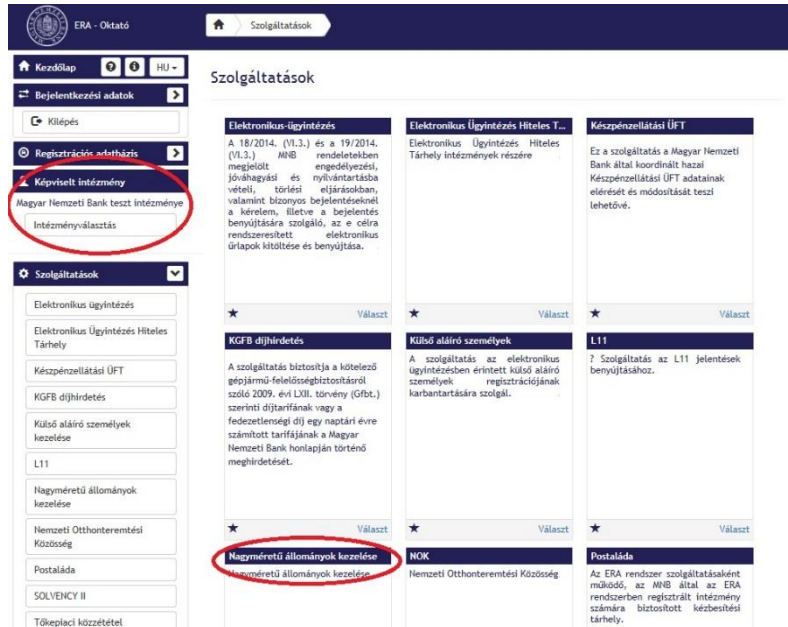 ERA - Oktató
Szolgáltatások
Kezdőlap
HU
Bejelentkezési adatok
Kilépés
Regisztrációs adatbázis
Képviselt intézmény
Magyar Nemzeti Bank teszt intézménye
Intézményválasztás
Szolgáltatások
Elektronikus ügyintézés
Elektronikus Ügyintézés Hiteles
Tárhely
Készpénzellátási ÜFT
KGFB díjhirdetés
Külső aláíró személyek
kezelése
L11
Nagyméretű állományok
kezelése
Nemzeti Otthonteremtési
Közösség
Postaláda
SOLVENCY II
Tőkepiaci közzététel
Szolgáltatások
Elektronikus-ügyintézés
A 18/2014. (VI.3.) és a 19/2014.
(VI.3.) MNB rendeletekben
megjelölt engedélyezési,
jóváhagyási és nyilvántartásba
vételi, törlési eljárásokban,
valamint bizonyos bejelentéseknél
a kérelem, illetve a bejelentés
benyújtására szolgáló, az e célra
rendszeresített elektronikus
űrlapok kitöltése és benyújtása.
Választ
Elektronikus Ügyintézés Hiteles T...
Elektronikus Ügyintézés Hiteles
Tárhely intézmények részére
Választ
Készpénzellátási ÜFT
Ez a szolgáltatás a Magyar Nemzeti
Bank által koordinált hazai
Készpénzellátási ÜFT adatainak
elérését és módosítását teszi
lehetővé.
Választ
KGFB díjhirdetés
A szolgáltatás biztosítja a kötelező
gépjármű-felelősségbiztosításról
szóló 2009. évi LXII. törvény (Gfbt.)
szerinti díjtarifának vagy a
fedezetlenségi díj egy naptári évre
számított tarifájának a Magyar
Nemzeti Bank honlapján történő
meghirdetését.
Választ
Külső aláíró személyek
A szolgáltatás az elektronikus
ügyintézésben érintett külső aláíró
személyek regisztrációjának
karbantartására szolgál.
Választ
L11
? Szolgáltatás az L11 jelentések
benyújtásához.
Választ
Nagyméretű állományok kezelése
Nagyméretű állományok kezelése
NOK
Nemzeti Otthonteremtési Közösség
Postaláda
Az ERA rendszer szolgáltatásaként
működő, az MNB által az ERA
rendszerben regisztrált intézmény
számára biztosított kézbesítési
tárhely.